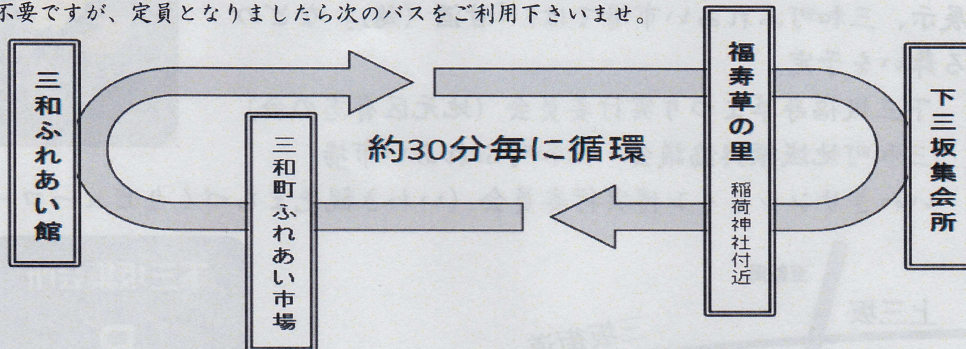 不要ですが、定員となりましたら次のバスをご利用下さいませ。
三和ふれあい館
三和町ふれあい市場
約30分毎に循環
福寿草の里
稲荷神社付近
下三坂集会所